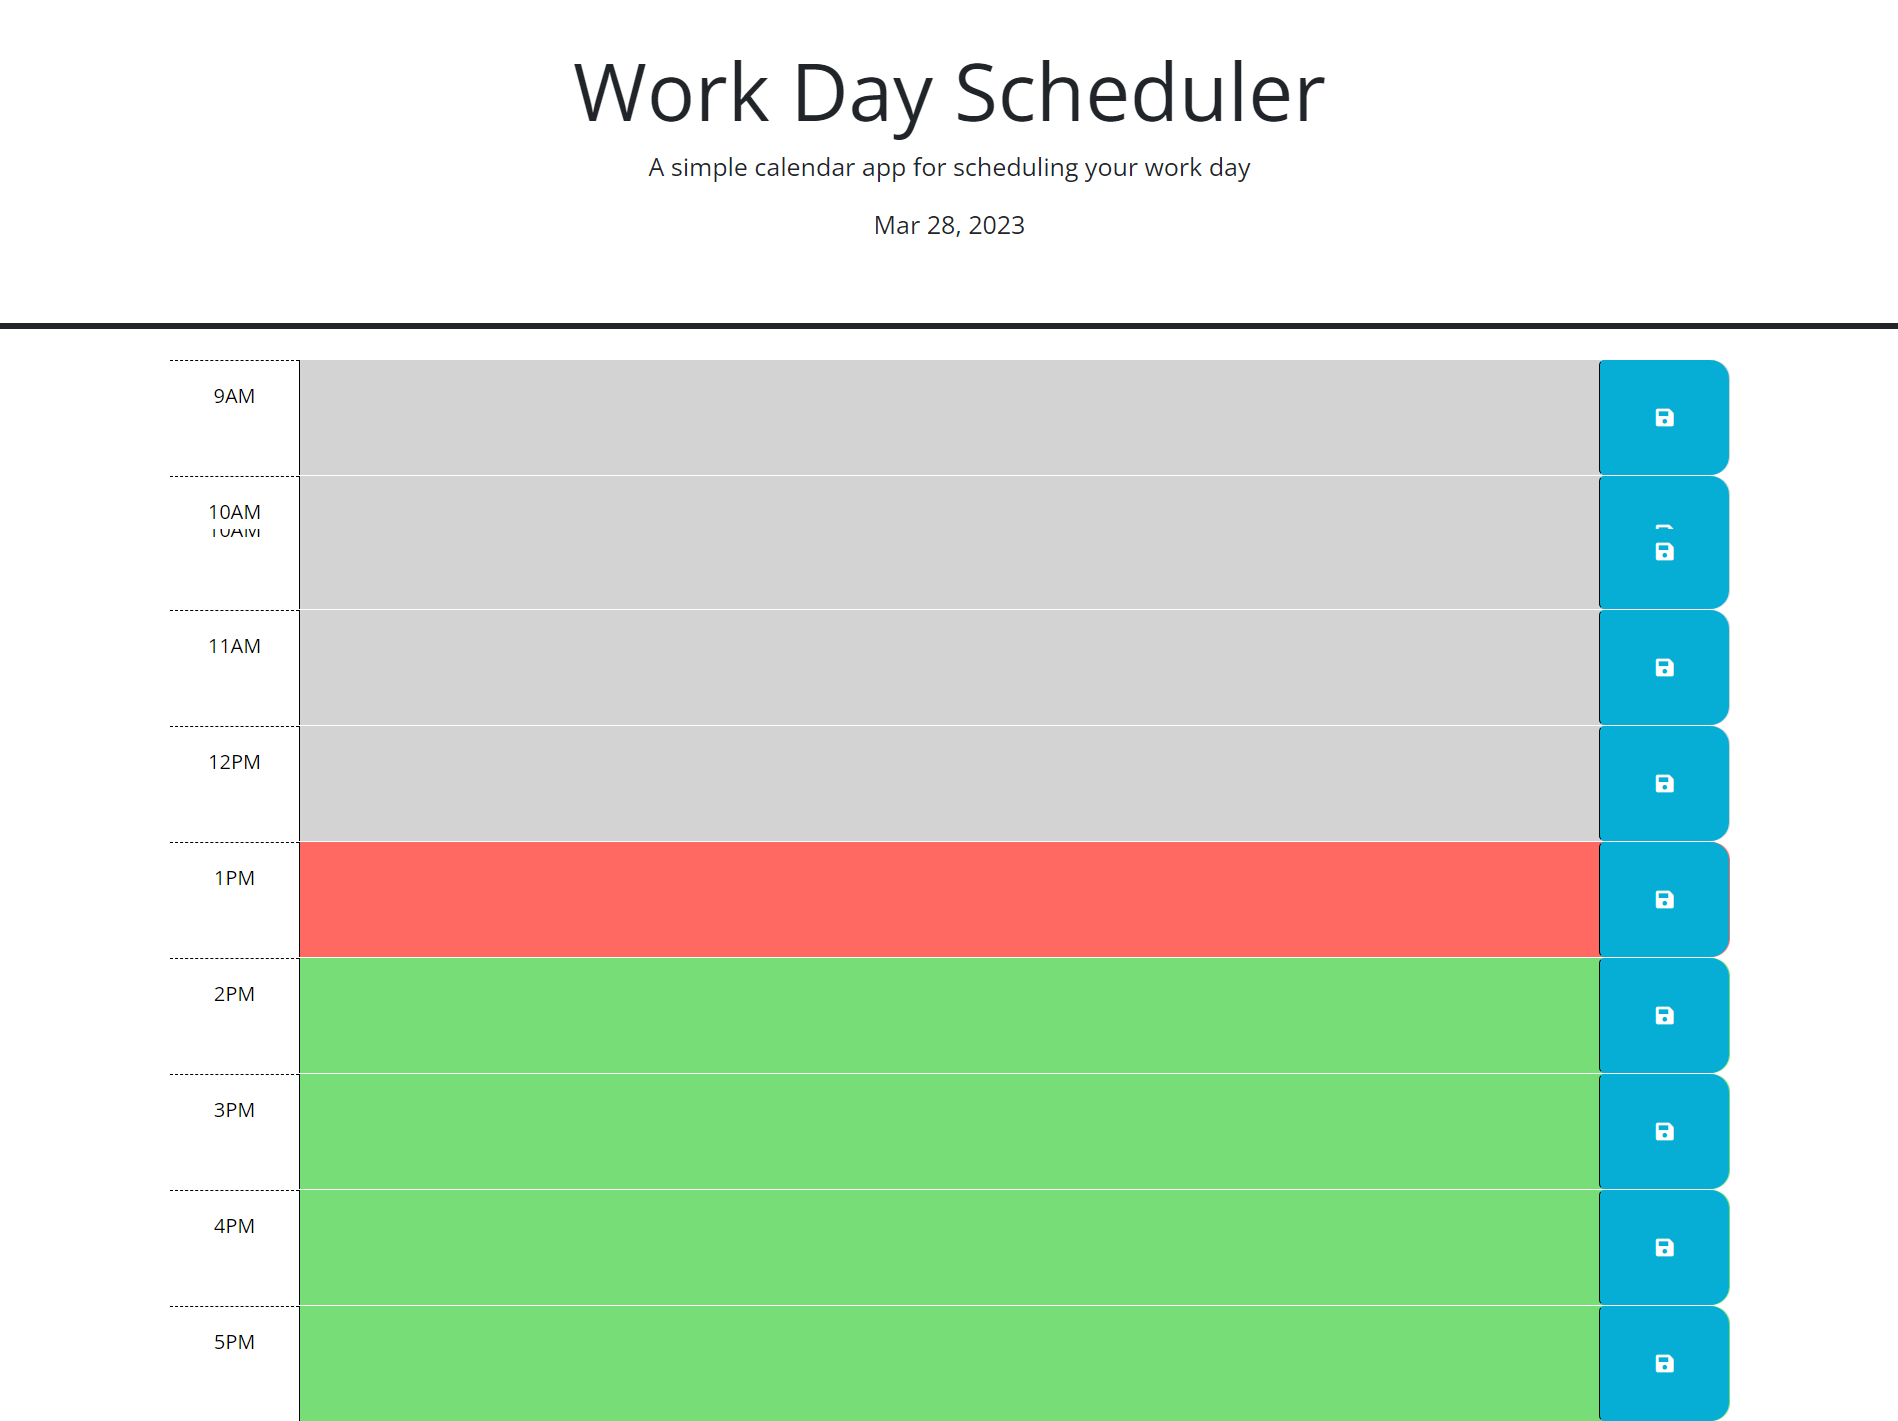 Work Day Scheduler
A simple calendar app for scheduling your work day
Mar 28, 2023
9AM
10AM
10AM
11AM
12PM
1PM
2PM
3PM
4PM
5PM